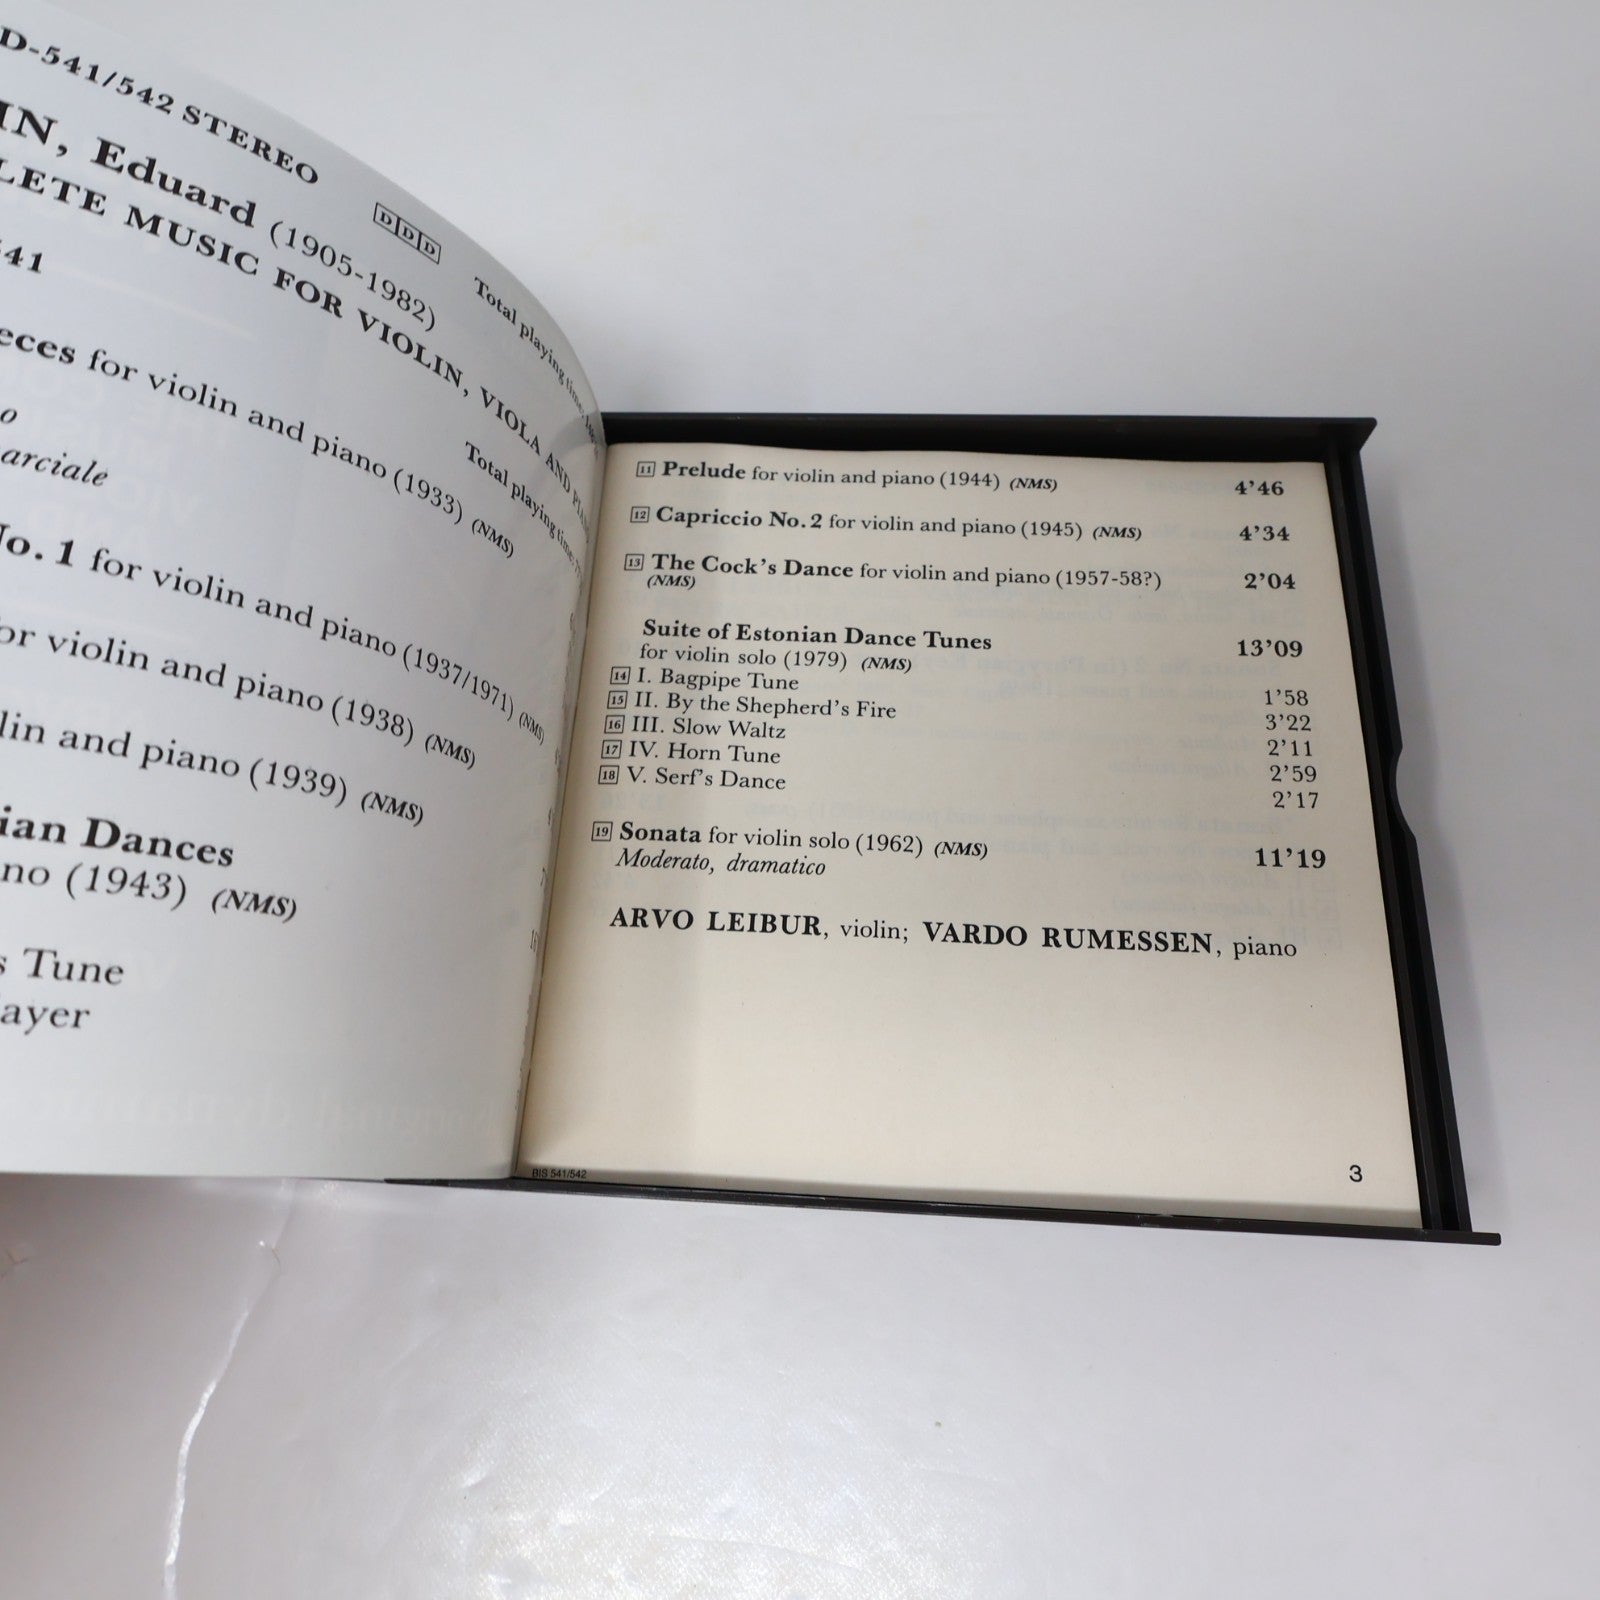 D-541/542 STEREO
DDD
Total playing time:
IN, Eduard (1905-1982)
LETE MUSIC FOR VIOLIN, VIOLA AND PIANO
541
Total playing time:
eces for violin and piano (1933) (NMS)
o
arciale
No. 1 for violin and piano (1937/1971) (NMS)
or violin and piano (1938) (NMS)
lin and piano (1939) (NMS)
ian Dances
no (1943) (NMS)
s Tune
ayer
11 Prelude for violin and piano (1944) (NMS) 4'46
12 Capriccio No. 2 for violin and piano (1945) (NMS) 4'34
13 The Cock's Dance for violin and piano (1957-58?) 2'04
(NMS)
Suite of Estonian Dance Tunes 13'09
for violin solo (1979) (NMS)
14 I. Bagpipe Tune 1'58
15 II. By the Shepherd's Fire 3'22
16 III. Slow Waltz 2'11
17 IV. Horn Tune 2'59
18 V. Serf's Dance 2'17
19 Sonata for violin solo (1962) (NMS) 11'19
Moderato, dramatico
ARVO LEIBUR, violin; VARDO RUMESSEN, piano
BIS 541/542
3